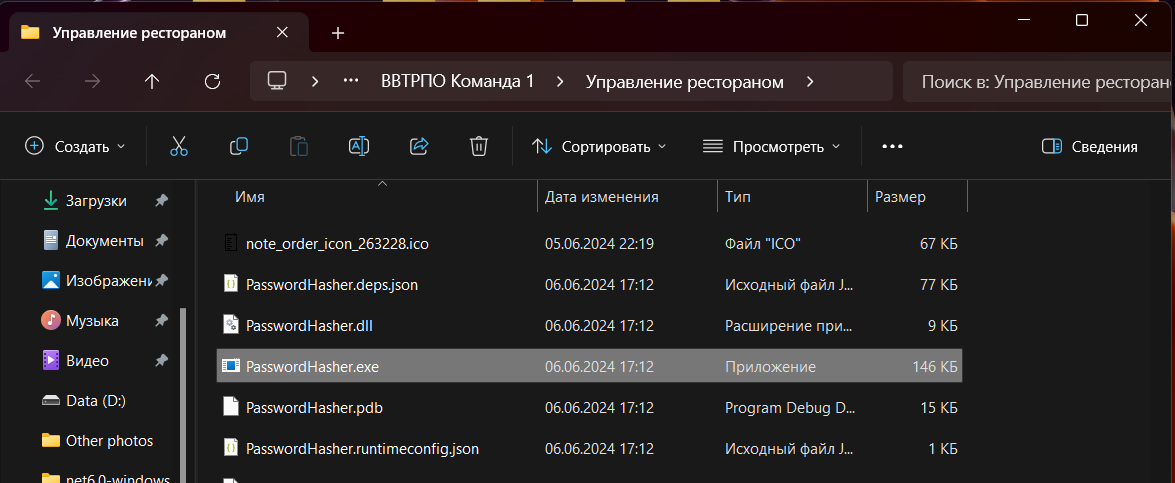 Управление рестораном
ВВТРПО Команда 1 Управление рестораном Поиск в: Управление ресторан
Создать Сортировать Просмотреть Сведения
Имя Дата изменения Тип Размер
Загрузки
Документы
Изображени
Музыка
Видео
Data (D:)
Other photos
net6.0-windows
note_order_icon_263228.ico 05.06.2024 22:19 Файл "ICO" 67 КБ
PasswordHasher.deps.json 06.06.2024 17:12 Исходный файл J... 77 КБ
PasswordHasher.dll 06.06.2024 17:12 Расширение при... 9 КБ
PasswordHasher.exe 06.06.2024 17:12 Приложение 146 КБ
PasswordHasher.pdb 06.06.2024 17:12 Program Debug D... 15 КБ
PasswordHasher.runtimeconfig.json 06.06.2024 17:12 Исходный файл J... 1 КБ